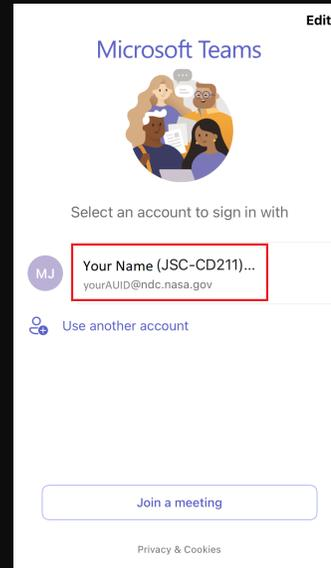 Edit
Microsoft Teams
Select an account to sign in with
MJ
Your Name (JSC-CD211)...
yourAUID@ndc.nasa.gov
Use another account
Join a meeting
Privacy & Cookies